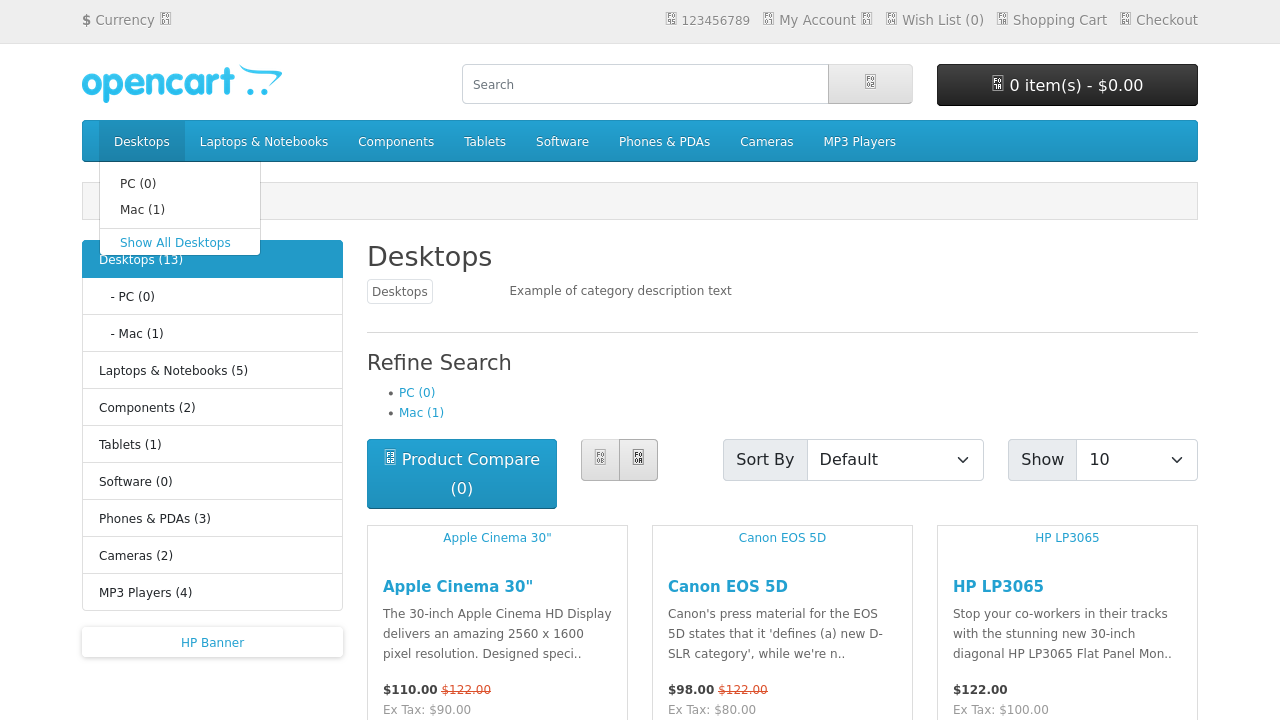 $ Currency
123456789 My Account Wish List (0) Shopping Cart Checkout
opencart
Search
0 item(s) - $0.00
Desktops Laptops & Notebooks Components Tablets Software Phones & PDAs Cameras MP3 Players
PC (0)
Mac (1)
Show All Desktops
Desktops (13)
- PC (0)
- Mac (1)
Laptops & Notebooks (5)
Components (2)
Tablets (1)
Software (0)
Phones & PDAs (3)
Cameras (2)
MP3 Players (4)
HP Banner
Desktops
Desktops Example of category description text
Refine Search
• PC (0)
• Mac (1)
Product Compare
(0)
Sort By Default
Show 10
Apple Cinema 30"
Apple Cinema 30"
The 30-inch Apple Cinema HD Display
delivers an amazing 2560 x 1600
pixel resolution. Designed speci..
$110.00 $122.00
Ex Tax: $90.00
Canon EOS 5D
Canon EOS 5D
Canon's press material for the EOS
5D states that it 'defines (a) new D-
SLR category', while we're n..
$98.00 $122.00
Ex Tax: $80.00
HP LP3065
HP LP3065
Stop your co-workers in their tracks
with the stunning new 30-inch
diagonal HP LP3065 Flat Panel Mon..
$122.00
Ex Tax: $100.00